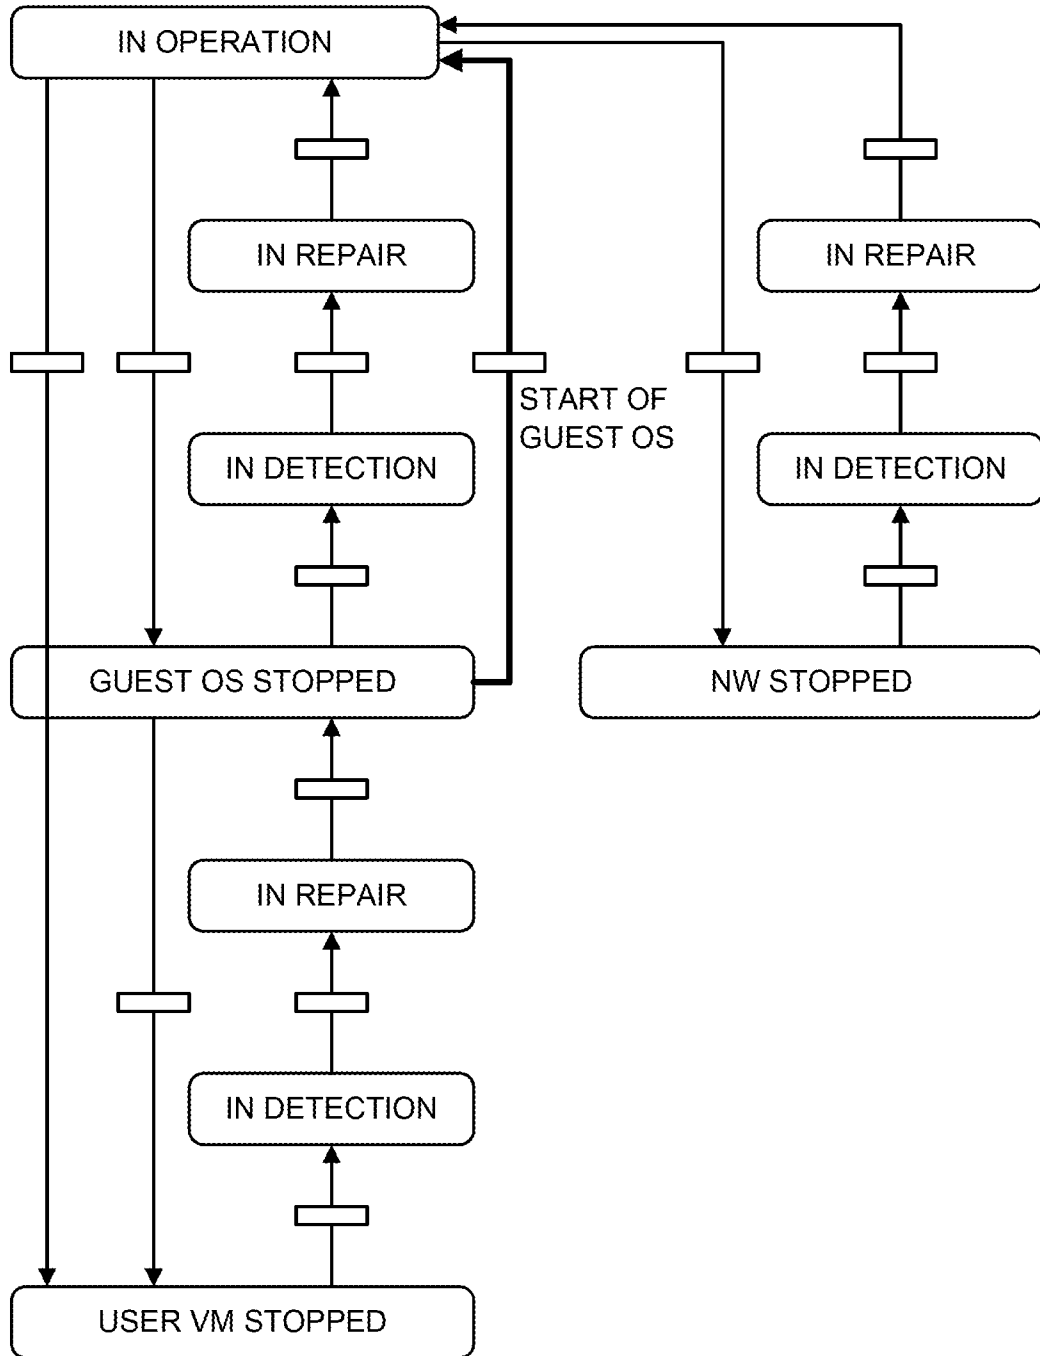 IN OPERATION
IN REPAIR
IN REPAIR
START OF
GUEST OS
IN DETECTION
IN DETECTION
GUEST OS STOPPED
NW STOPPED
IN REPAIR
IN DETECTION
USER VM STOPPED